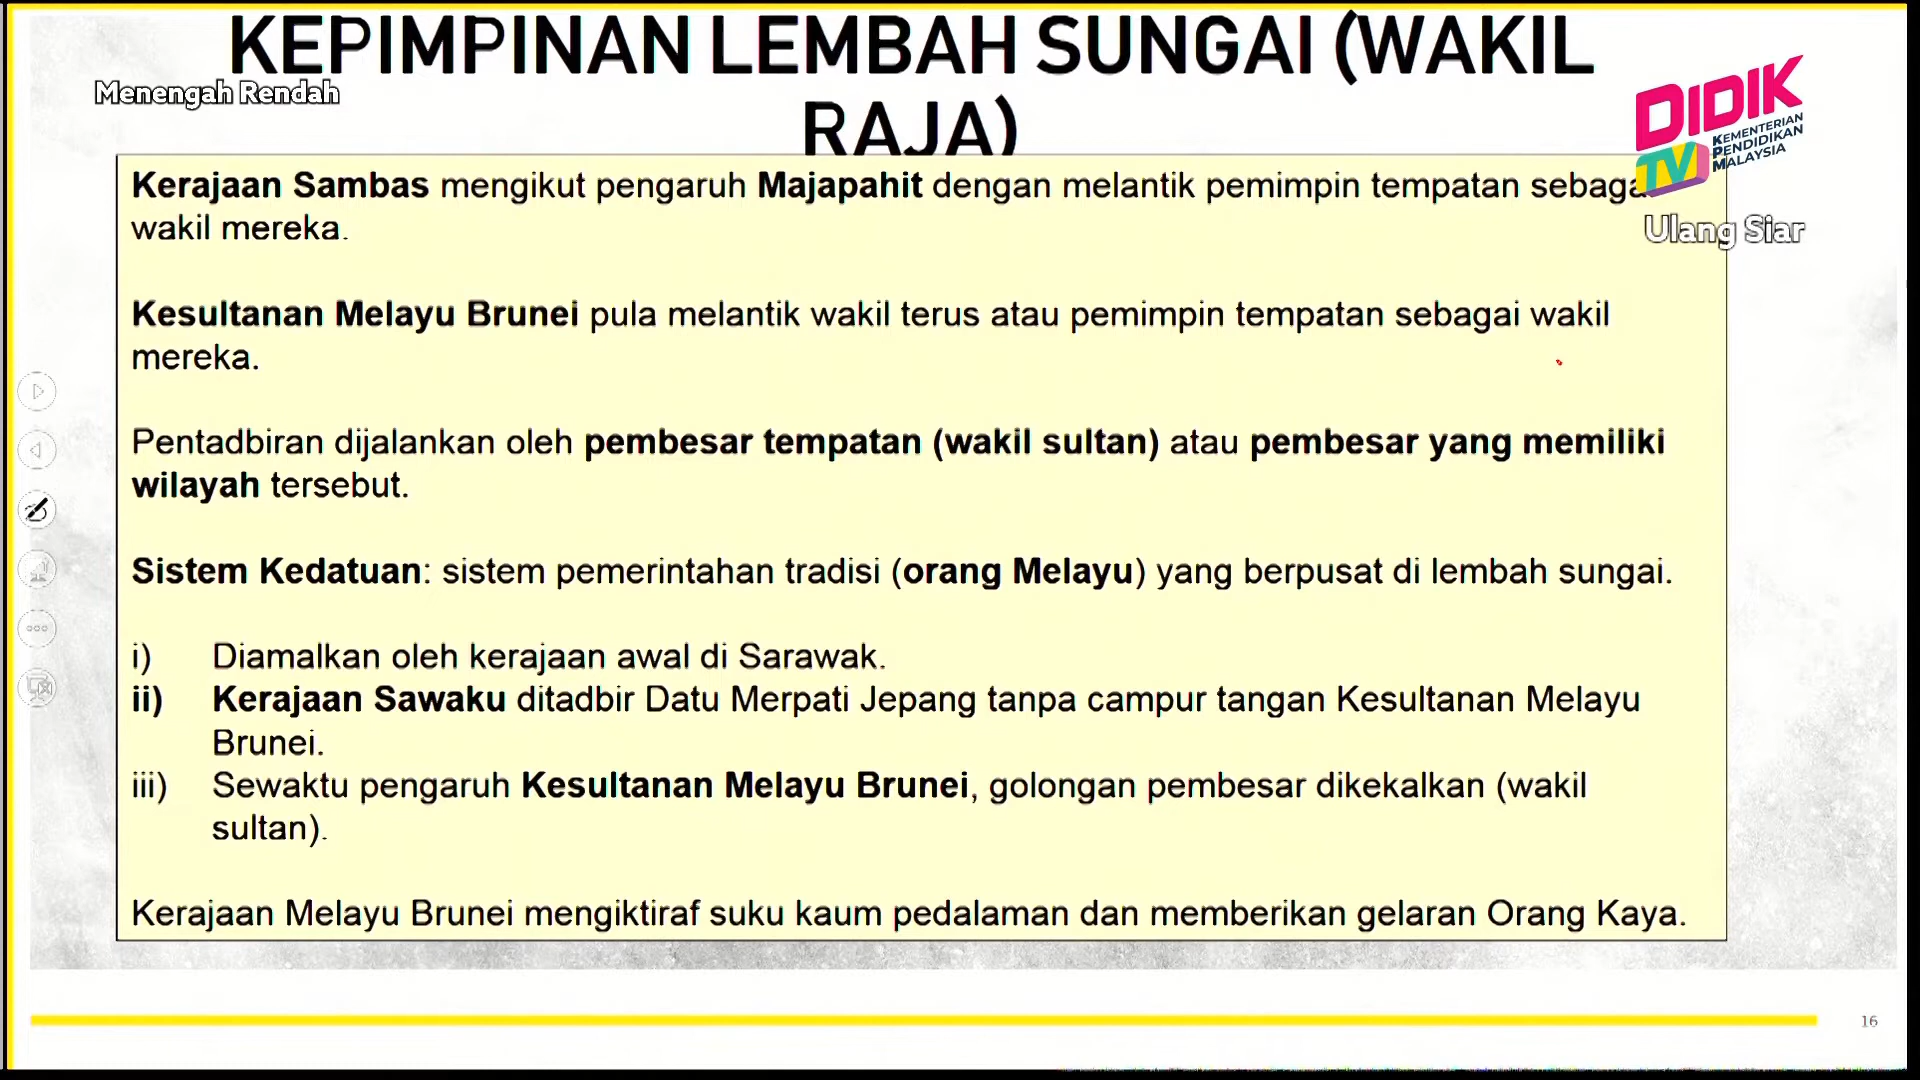 KEPIMPINAN LEMBAH SUNGAI (WAKIL
RAJA)
Menengah Rendah
DIDIK
TV
KEMENTERIAN
PENDIDIKAN
MALAYSIA
Ulang Siar
Kerajaan Sambas mengikut pengaruh Majapahit dengan melantik pemimpin tempatan
wakil mereka.
Kesultanan Melayu Brunei pula melantik wakil terus atau pemimpin tempatan sebagai wakil
mereka.
Pentadbiran dijalankan oleh pembesar tempatan (wakil sultan) atau pembesar yang memiliki
wilayah tersebut.
Sistem Kedatuan: sistem pemerintahan tradisi (orang Melayu) yang berpusat di lembah sungai.
i) Diamalkan oleh kerajaan awal di Sarawak.
ii) Kerajaan Sawaku ditadbir Datu Merpati Jepang tanpa campur tangan Kesultanan Melayu
Brunei.
iii) Sewaktu pengaruh Kesultanan Melayu Brunei, golongan pembesar dikekalkan (wakil
sultan).
Kerajaan Melayu Brunei mengiktiraf suku kaum pedalaman dan memberikan gelaran Orang Kaya.
16